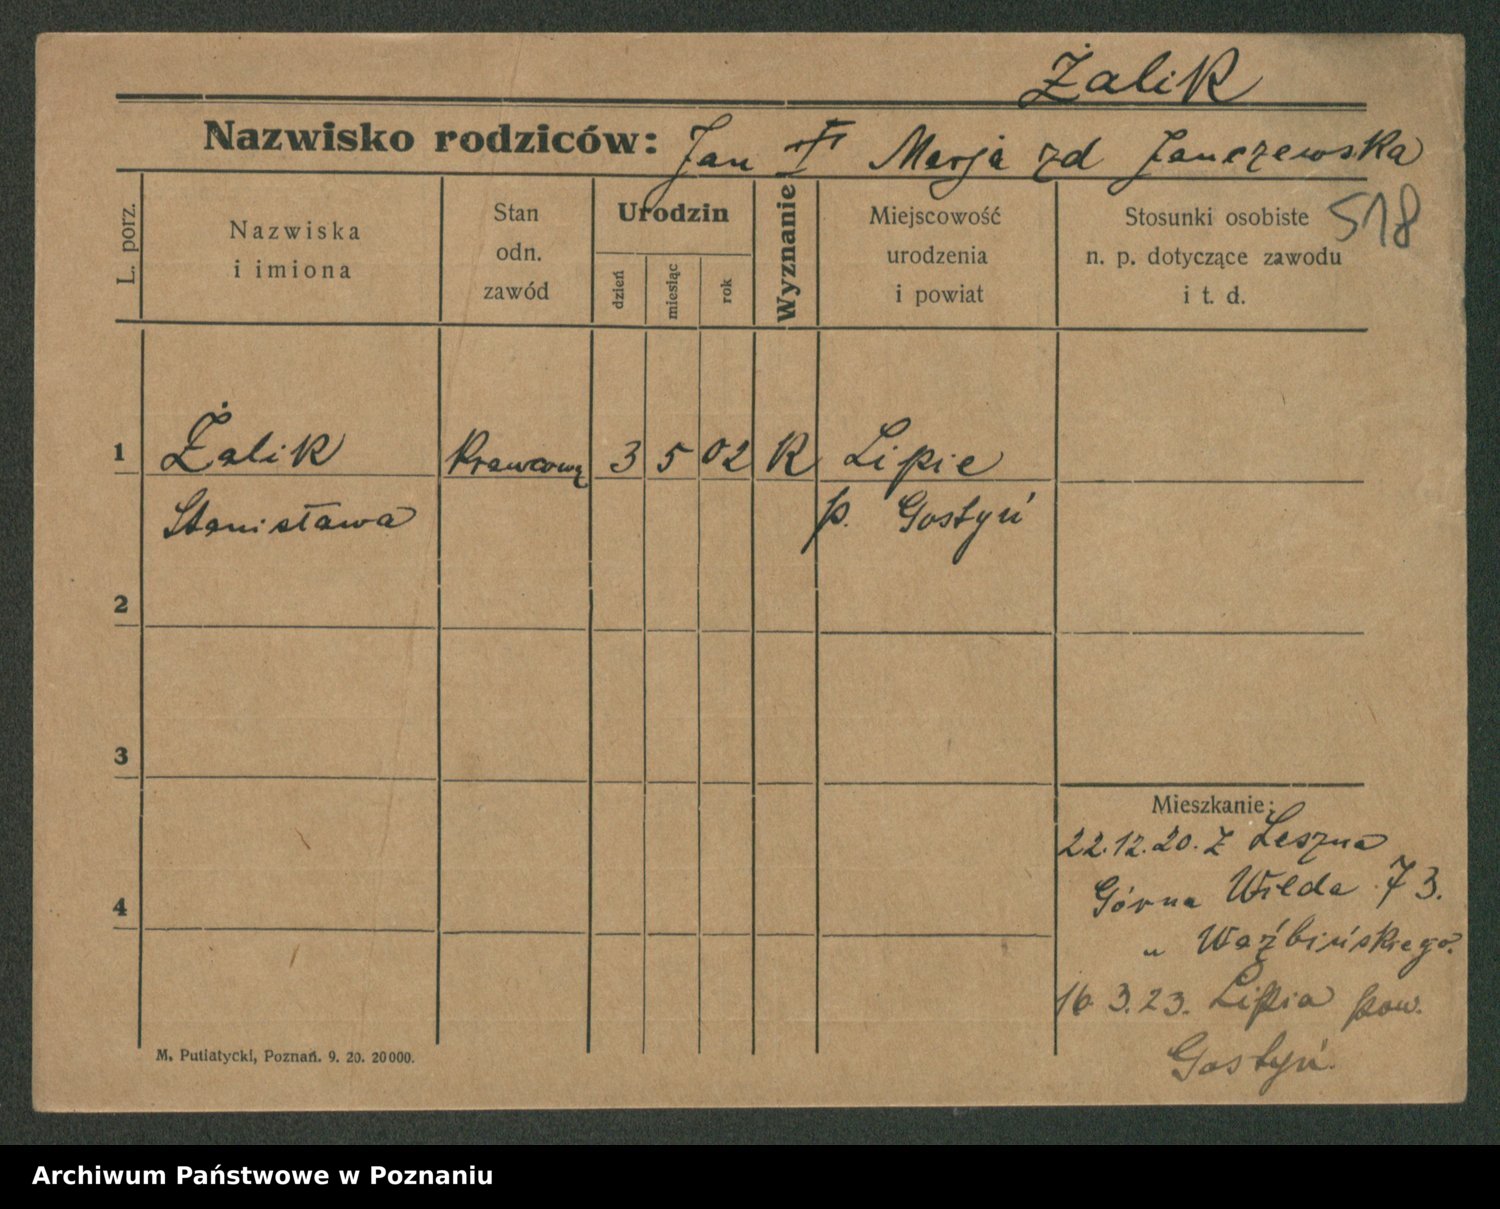 Żalik
Nazwisko rodziców: Jan Marja zd Janczewska
518
L. porz.
Nazwiska
i imiona
Stan
odn.
zawód
Urodzin
dzień
miesiąc
rok
Wyznanie
Miejscowość
urodzenia
i powiat
Stosunki osobiste
n. p. dotyczące zawodu
i t. d.
1 Żalik Krawcową 3 5 02 K Lipie
Stanisława p. Gostyń
2
3
Mieszkanie:
22.12.20. z Leszna
4
Górna Wilda 73.
„ Waźbińskiego.
16 3.23. Lipia pow.
Gostyń.
M. Putiatycki, Poznań. 9. 20. 20000.
Archiwum Państwowe w Poznaniu